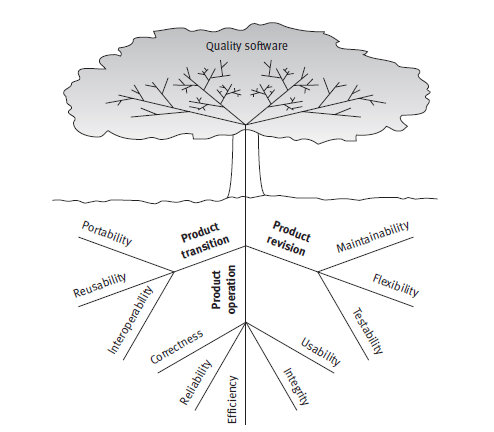 Quality software
Product
transition
Product
revision
Product
operation
Portability
Reusability
Interoperability
Maintainability
Flexibility
Testability
Correctness
Reliability
Efficiency
Integrity
Usability